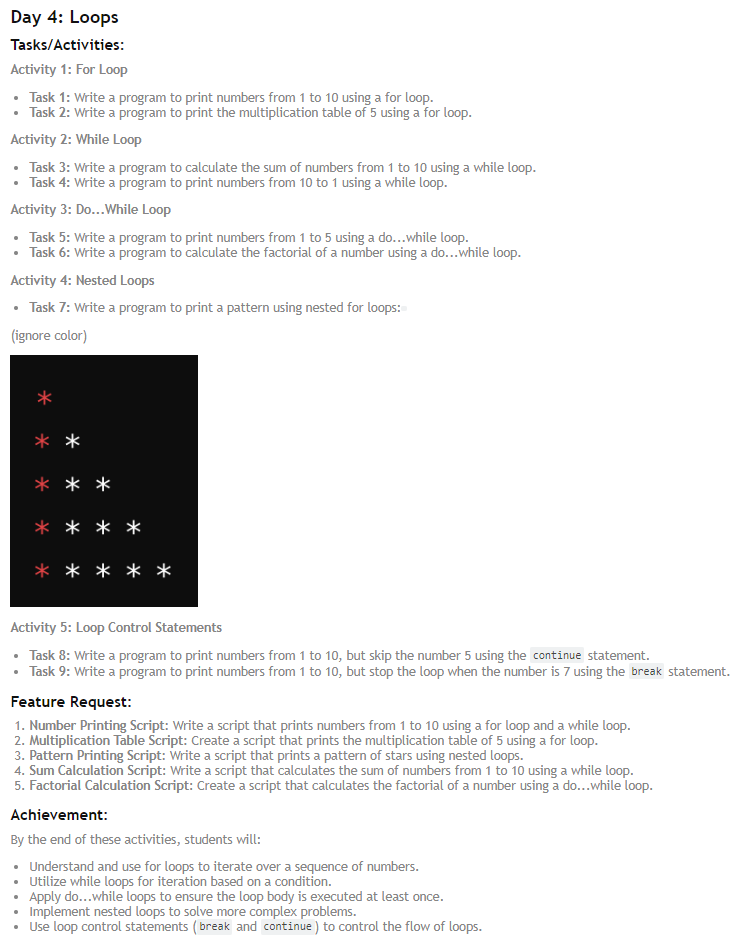 Day 4: Loops
Tasks/Activities:
Activity 1: For Loop
• Task 1: Write a program to print numbers from 1 to 10 using a for loop.
• Task 2: Write a program to print the multiplication table of 5 using a for loop.
Activity 2: While Loop
• Task 3: Write a program to calculate the sum of numbers from 1 to 10 using a while loop.
• Task 4: Write a program to print numbers from 10 to 1 using a while loop.
Activity 3: Do...While Loop
• Task 5: Write a program to print numbers from 1 to 5 using a do...while loop.
• Task 6: Write a program to calculate the factorial of a number using a do...while loop.
Activity 4: Nested Loops
• Task 7: Write a program to print a pattern using nested for loops:
(ignore color)
*
* *
* * *
* * * *
* * * * *
Activity 5: Loop Control Statements
• Task 8: Write a program to print numbers from 1 to 10, but skip the number 5 using the continue statement.
• Task 9: Write a program to print numbers from 1 to 10, but stop the loop when the number is 7 using the break statement.
Feature Request:
1. Number Printing Script: Write a script that prints numbers from 1 to 10 using a for loop and a while loop.
2. Multiplication Table Script: Create a script that prints the multiplication table of 5 using a for loop.
3. Pattern Printing Script: Write a script that prints a pattern of stars using nested loops.
4. Sum Calculation Script: Write a script that calculates the sum of numbers from 1 to 10 using a while loop.
5. Factorial Calculation Script: Create a script that calculates the factorial of a number using a do...while loop.
Achievement:
By the end of these activities, students will:
• Understand and use for loops to iterate over a sequence of numbers.
• Utilize while loops for iteration based on a condition.
• Apply do...while loops to ensure the loop body is executed at least once.
• Implement nested loops to solve more complex problems.
• Use loop control statements (break and continue) to control the flow of loops.